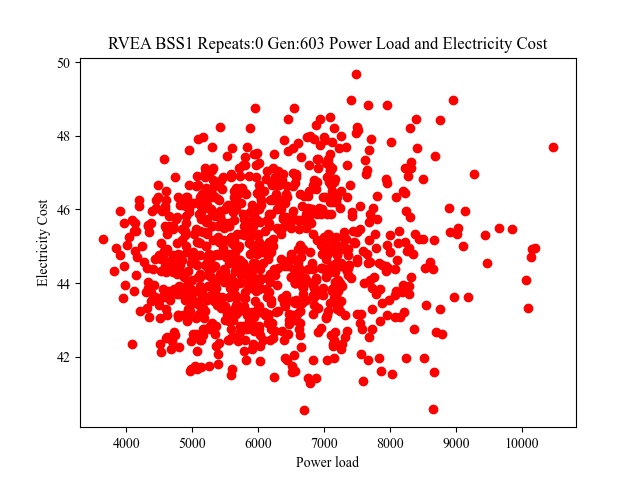 RVEA BSS1 Repeats:0 Gen:603 Power Load and Electricity Cost
50
48
46
44
42
Electricity Cost
4000 5000 6000 7000 8000 9000 10000
Power load